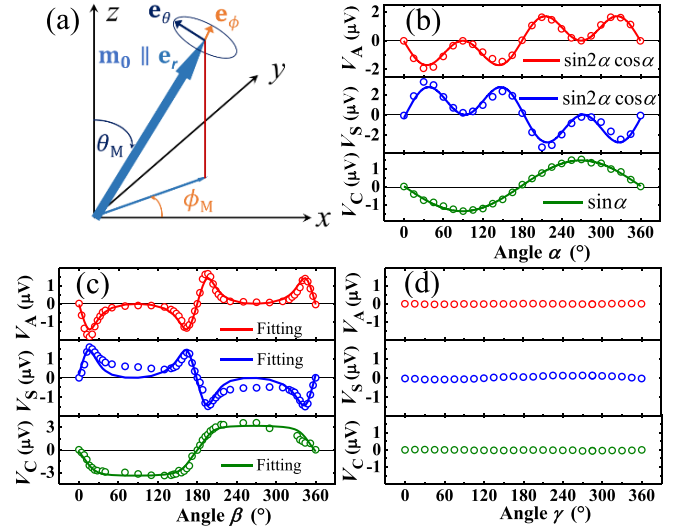 (a)
z
e_θ
e_ϕ
m₀ ∥ e_r
y
θ_M
ϕ_M
x
(b)
V_A (μV)
2
0
-2
sin2α cosα
V_S (μV)
2
0
-2
sin2α cosα
V_C (μV)
1
0
-1
sinα
0 90 180 270 360
Angle α (°)
(c)
V_A (μV)
1
0
-1
Fitting
V_S (μV)
1
0
-1
Fitting
V_C (μV)
3
0
-3
Fitting
0 60 120 180 240 300 360
Angle β (°)
(d)
V_A (μV)
1
0
-1
V_S (μV)
1
0
-1
V_C (μV)
1
0
-1
0 60 120 180 240 300 360
Angle γ (°)